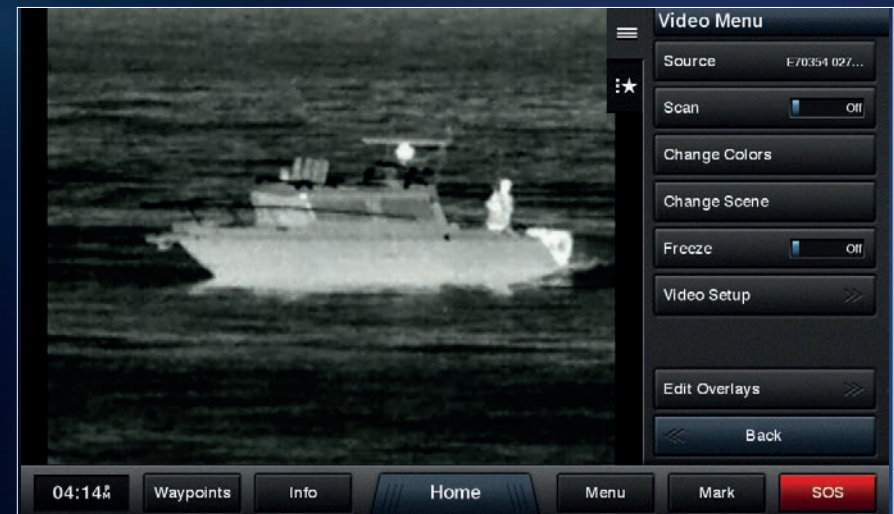 Video Menu
Source E70354 027...
Scan Off
Change Colors
Change Scene
Freeze Off
Video Setup
Edit Overlays
Back
04:14PM Waypoints Info Home Menu Mark SOS